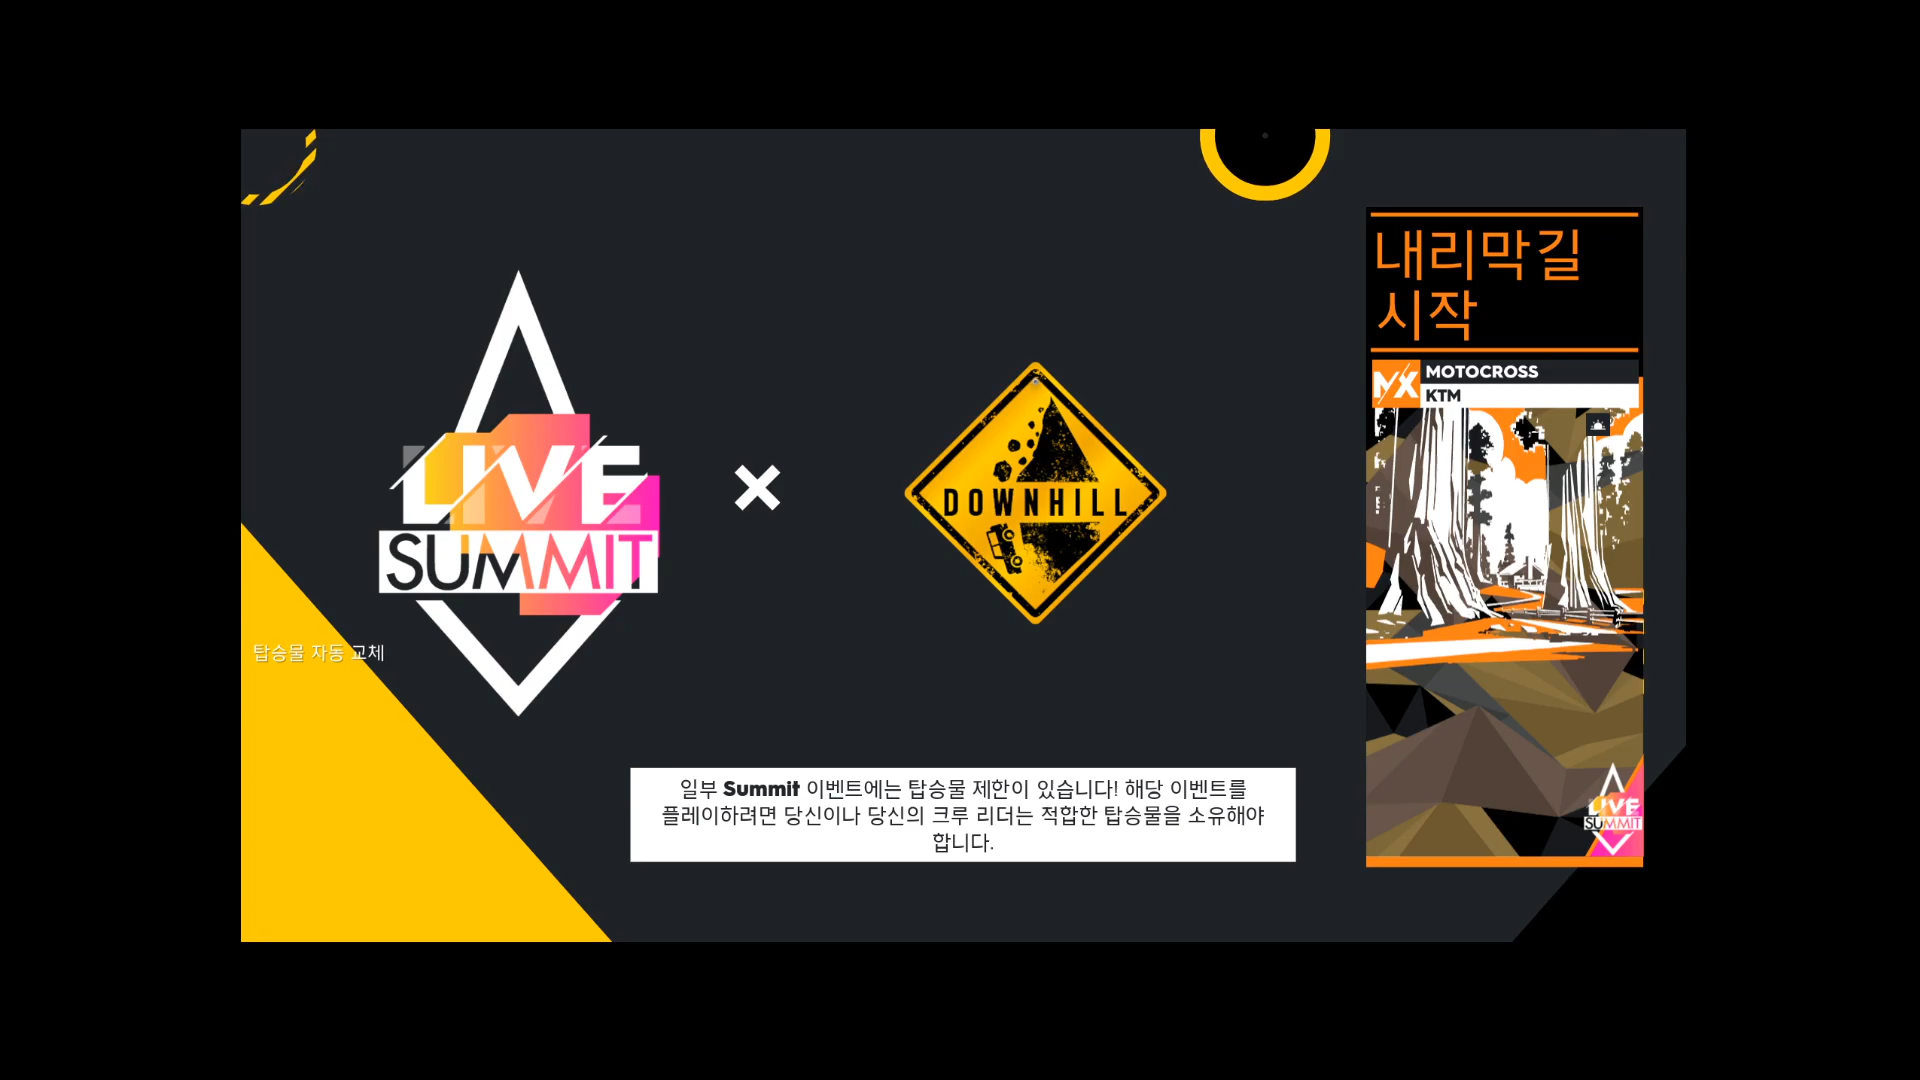 내리막길
시작
MX
MOTOCROSS
KTM
LIVE
SUMMIT
DOWNHILL
탑승물 자동 교체
일부 Summit 이벤트에는 탑승물 제한이 있습니다! 해당 이벤트를
플레이하려면 당신이나 당신의 크루 리더는 적합한 탑승물을 소유해야
합니다.
LIVE
SUMMIT